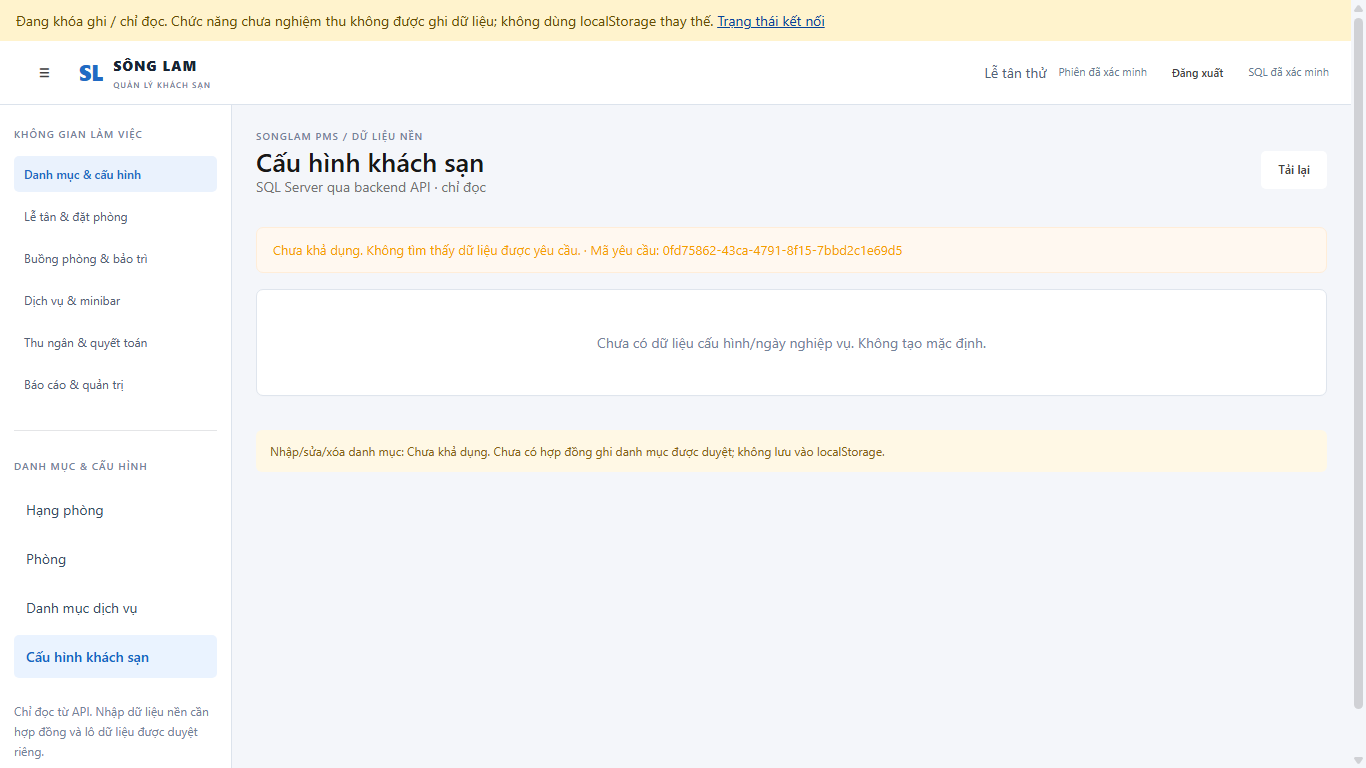 Đang khóa ghi / chỉ đọc. Chức năng chưa nghiệm thu không được ghi dữ liệu; không dùng localStorage thay thế. Trạng thái kết nối
☰ SL SÔNG LAM
QUẢN LÝ KHÁCH SẠN
Lễ tân thử Phiên đã xác minh Đăng xuất SQL đã xác minh
KHÔNG GIAN LÀM VIỆC
Danh mục & cấu hình
Lễ tân & đặt phòng
Buồng phòng & bảo trì
Dịch vụ & minibar
Thu ngân & quyết toán
Báo cáo & quản trị
DANH MỤC & CẤU HÌNH
Hạng phòng
Phòng
Danh mục dịch vụ
Cấu hình khách sạn
Chỉ đọc từ API. Nhập dữ liệu nền cần
hợp đồng và lô dữ liệu được duyệt
riêng.
SONGLAM PMS / DỮ LIỆU NỀN
Cấu hình khách sạn
SQL Server qua backend API · chỉ đọc
Tải lại
Chưa khả dụng. Không tìm thấy dữ liệu được yêu cầu. · Mã yêu cầu: 0fd75862-43ca-4791-8f15-7bbd2c1e69d5
Chưa có dữ liệu cấu hình/ngày nghiệp vụ. Không tạo mặc định.
Nhập/sửa/xóa danh mục: Chưa khả dụng. Chưa có hợp đồng ghi danh mục được duyệt; không lưu vào localStorage.